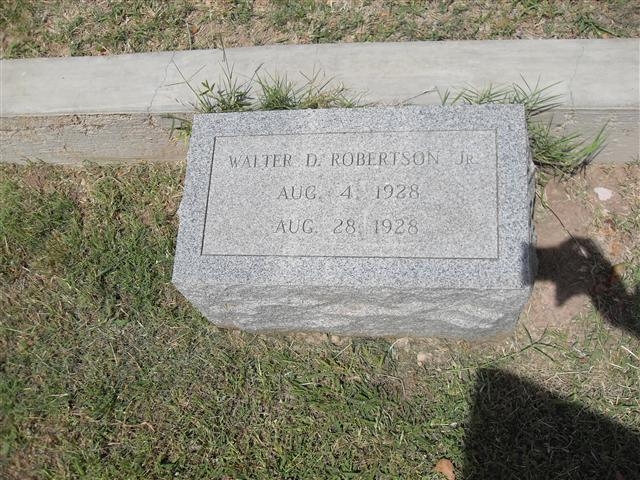 WALTER D. ROBERTSON JR.
AUG. 4, 1928
AUG. 28, 1928